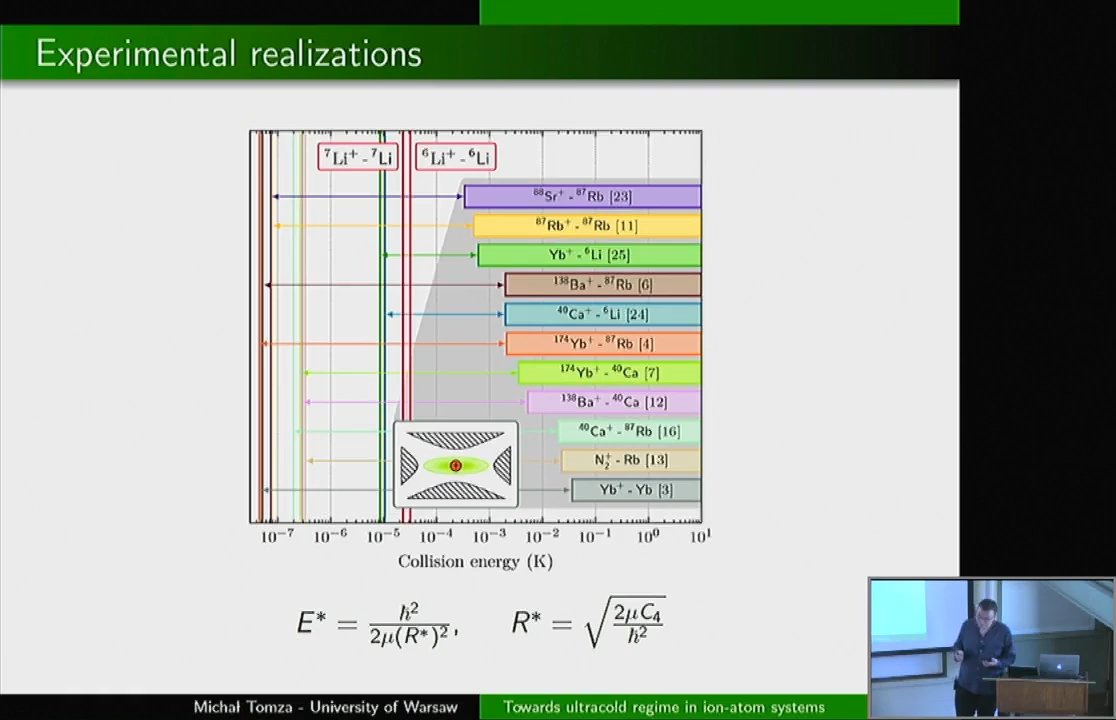 Experimental realizations
⁷Li⁺ - ⁷Li
⁶Li⁺ - ⁶Li
⁸⁸Sr⁺ - ⁸⁷Rb [23]
⁸⁷Rb⁺ - ⁸⁷Rb [11]
Yb⁺ - ⁶Li [25]
¹³⁸Ba⁺ - ⁸⁷Rb [6]
⁴⁰Ca⁺ - ⁶Li [24]
¹⁷⁴Yb⁺ - ⁸⁷Rb [4]
¹⁷⁴Yb⁺ - ⁴⁰Ca [7]
¹³⁸Ba⁺ - ⁴⁰Ca [12]
⁴⁰Ca⁺ - ⁸⁷Rb [16]
N₂⁺ - Rb [13]
Yb⁺ - Yb [3]
10⁻⁷ 10⁻⁶ 10⁻⁵ 10⁻⁴ 10⁻³ 10⁻² 10⁻¹ 10⁰ 10¹
Collision energy (K)
E* = ħ² / 2μ(R*)², R* = √(2μC₄ / ħ²)
Michał Tomza - University of Warsaw
Towards ultracold regime in ion-atom systems